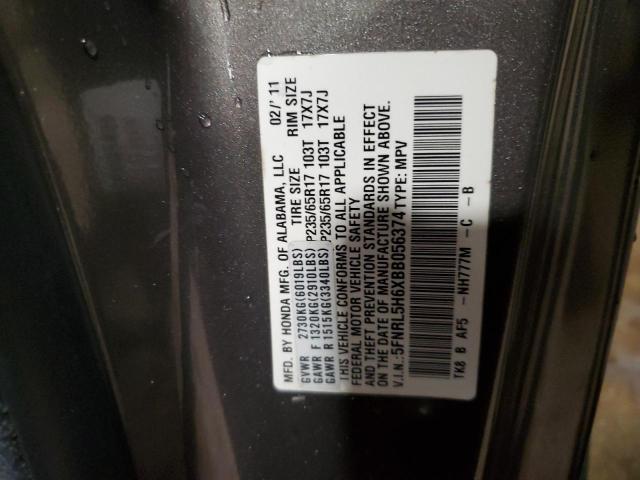 MFD. BY HONDA MFG. OF ALABAMA, LLC 02/'11
GVWR 2730KG(6019LBS) TIRE SIZE RIM SIZE
GAWR F 1320KG(2910LBS) P235/65R17 103T 17X7J
GAWR R 1515KG(3340LBS) P235/65R17 103T 17X7J
THIS VEHICLE CONFORMS TO ALL APPLICABLE
FEDERAL MOTOR VEHICLE SAFETY
AND THEFT PREVENTION STANDARDS IN EFFECT
ON THE DATE OF MANUFACTURE SHOWN ABOVE.
V.I.N.:5FNRL5H6XBB056374 TYPE: MPV
TK8 B AF5 - NH777M - C - B